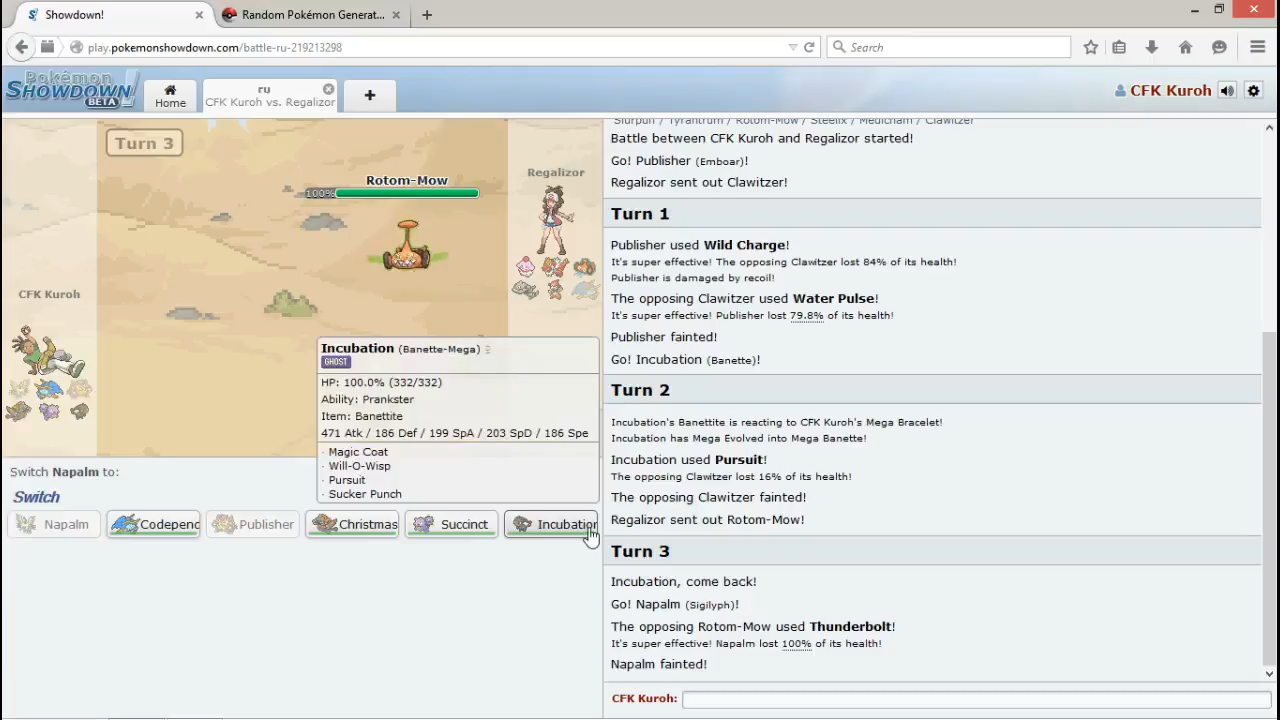 Showdown!
Random Pokémon Generat...
play.pokemonshowdown.com/battle-ru-219213298
Search
Pokémon
SHOWDOWN!
BETA
Home
ru
CFK Kuroh vs. Regalizor
CFK Kuroh
Turn 3
Rotom-Mow
100%
Regalizor
CFK Kuroh
Incubation (Banette-Mega)
GHOST
HP: 100.0% (332/332)
Ability: Prankster
Item: Banettite
471 Atk / 186 Def / 199 SpA / 203 SpD / 186 Spe
· Magic Coat
· Will-O-Wisp
· Pursuit
· Sucker Punch
Switch Napalm to:
Switch
Napalm
Codepend
Publisher
Christmas
Succinct
Incubation
Slurpuff / Tyrantrum / Rotom-Mow / Steelix / Medicham / Clawitzer
Battle between CFK Kuroh and Regalizor started!
Go! Publisher (Emboar)!
Regalizor sent out Clawitzer!
Turn 1
Publisher used Wild Charge!
It's super effective! The opposing Clawitzer lost 84% of its health!
Publisher is damaged by recoil!
The opposing Clawitzer used Water Pulse!
It's super effective! Publisher lost 79.8% of its health!
Publisher fainted!
Go! Incubation (Banette)!
Turn 2
Incubation's Banettite is reacting to CFK Kuroh's Mega Bracelet!
Incubation has Mega Evolved into Mega Banette!
Incubation used Pursuit!
The opposing Clawitzer lost 16% of its health!
The opposing Clawitzer fainted!
Regalizor sent out Rotom-Mow!
Turn 3
Incubation, come back!
Go! Napalm (Sigilyph)!
The opposing Rotom-Mow used Thunderbolt!
It's super effective! Napalm lost 100% of its health!
Napalm fainted!
CFK Kuroh: